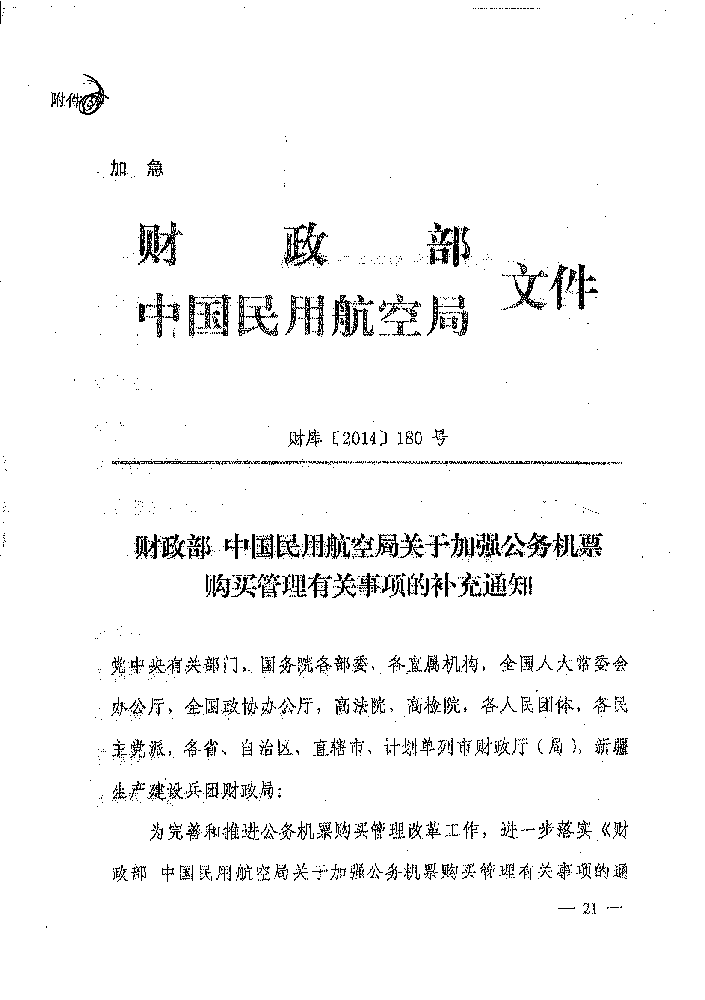 附件3
加 急
财 政 部
中国民用航空局 文件
财库〔2014〕180 号
财政部 中国民用航空局关于加强公务机票
购买管理有关事项的补充通知
党中央有关部门，国务院各部委、各直属机构，全国人大常委会
办公厅，全国政协办公厅，高法院，高检院，各人民团体，各民
主党派，各省、自治区、直辖市、计划单列市财政厅（局），新疆
生产建设兵团财政局：
为完善和推进公务机票购买管理改革工作，进一步落实《财
政部 中国民用航空局关于加强公务机票购买管理有关事项的通
— 21 —